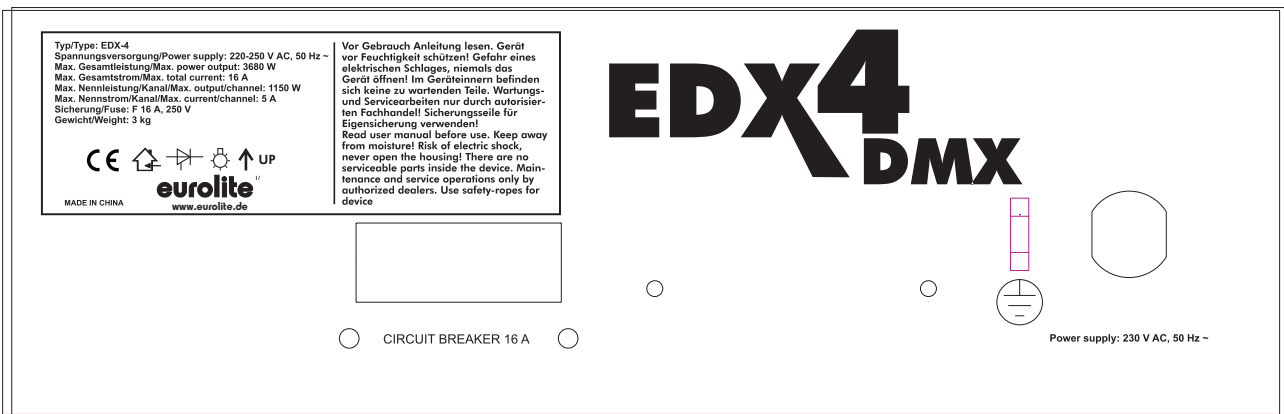 Typ/Type: EDX-4
Spannungsversorgung/Power supply: 220-250 V AC, 50 Hz ~
Max. Gesamtleistung/Max. power output: 3680 W
Max. Gesamtstrom/Max. total current: 16 A
Max. Nennleistung/Kanal/Max. output/channel: 1150 W
Max. Nennstrom/Kanal/Max. current/channel: 5 A
Sicherung/Fuse: F 16 A, 250 V
Gewicht/Weight: 3 kg
CE
UP
eurolite
MADE IN CHINA
www.eurolite.de
Vor Gebrauch Anleitung lesen. Gerät
vor Feuchtigkeit schützen! Gefahr eines
elektrischen Schlages, niemals das
Gerät öffnen! Im Geräteinnern befinden
sich keine zu wartenden Teile. Wartungs-
und Servicearbeiten nur durch autorisier-
ten Fachhandel! Sicherungsseile für
Eigensicherung verwenden!
Read user manual before use. Keep away
from moisture! Risk of electric shock,
never open the housing! There are no
serviceable parts inside the device. Main-
tenance and service operations only by
authorized dealers. Use safety-ropes for
device
EDX4
DMX
CIRCUIT BREAKER 16 A
Power supply: 230 V AC, 50 Hz ~